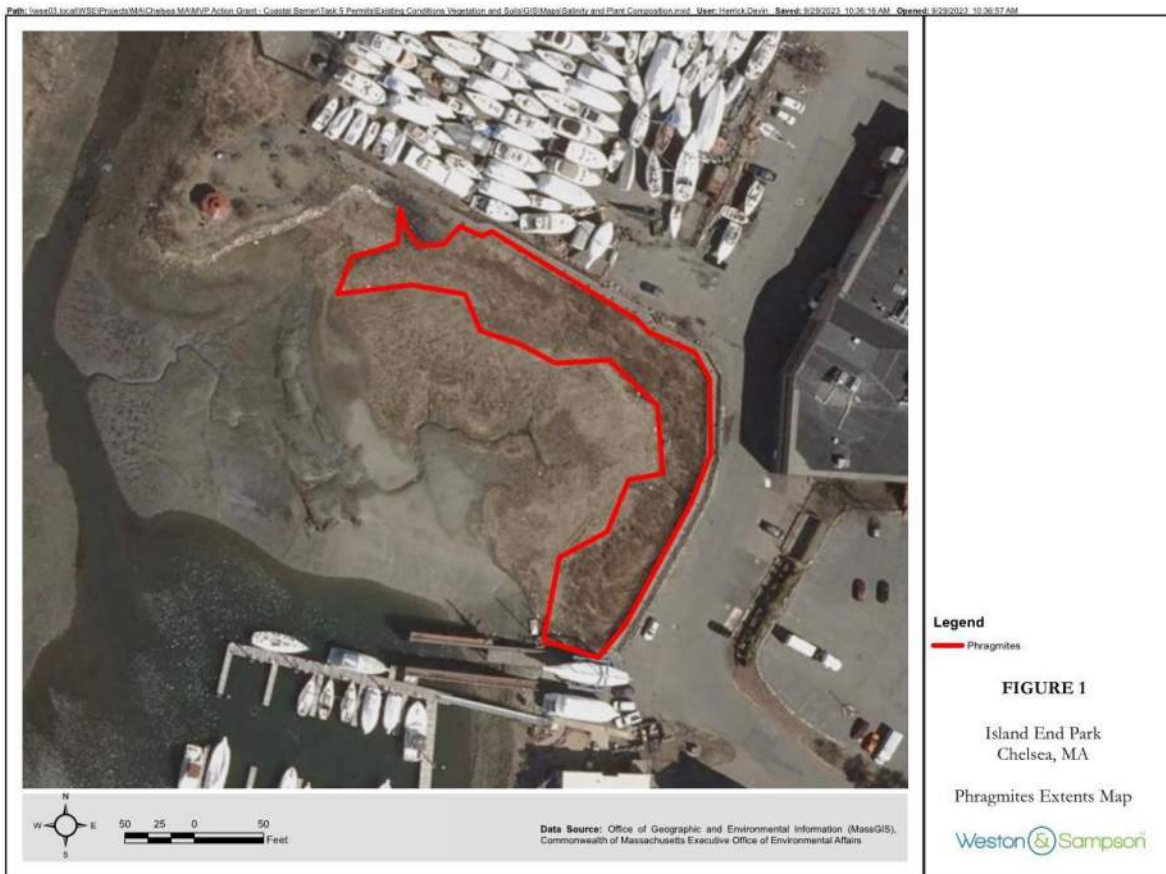 Path: \\wse03.local\WSE\Projects\MA\Chelsea MA\MVP Action Grant - Coastal Barrier\Task 5 Permits\Existing Conditions Vegetation and Soils\GIS\Maps\Salinity and Plant Composition.mxd User: Herrick.Devin Saved: 9/29/2023 10:36:16 AM Opened: 9/29/2023 10:36:57 AM
Legend
Phragmites
FIGURE 1
Island End Park
Chelsea, MA
Phragmites Extents Map
Weston & Sampson
N
W E
S
50 25 0 50
Feet
Data Source: Office of Geographic and Environmental Information (MassGIS),
Commonwealth of Massachusetts Executive Office of Environmental Affairs